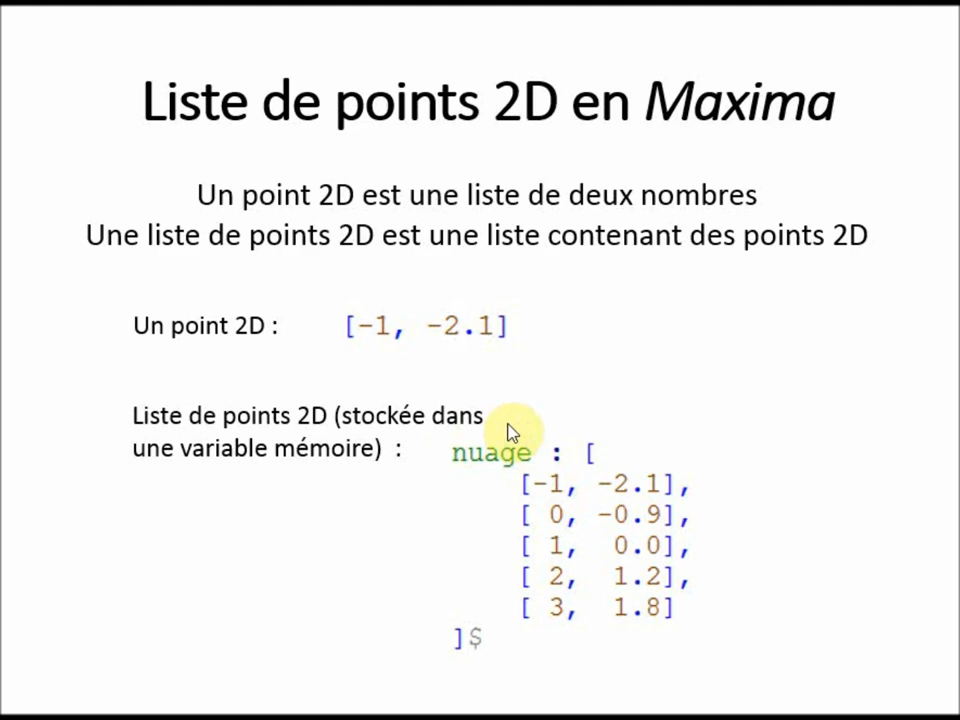 Liste de points 2D en Maxima
Un point 2D est une liste de deux nombres
Une liste de points 2D est une liste contenant des points 2D
Un point 2D : [-1, -2.1]
Liste de points 2D (stockée dans
une variable mémoire) :
nuage : [
[-1, -2.1],
[ 0, -0.9],
[ 1, 0.0],
[ 2, 1.2],
[ 3, 1.8]
]$